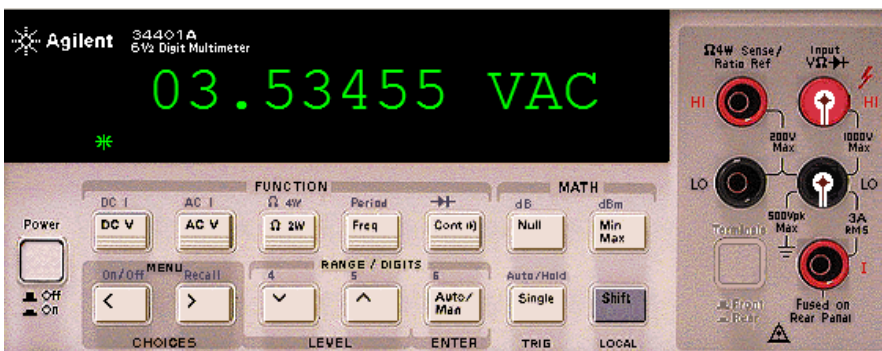 Agilent 34401A
6½ Digit Multimeter
03.53455 VAC
Ω4W Sense/
Ratio Ref
Input
VΩ
HI
HI
200V
Max
1000V
Max
LO
LO
500Vpk
Max
3A
RMS
Terminals
I
Front
Rear
Fused on
Rear Panal
FUNCTION
MATH
DC I
AC I
Ω 4W
Period
dB
dBm
Power
DC V
AC V
Ω 2W
Freq
Cont
Null
Min
Max
MENU
RANGE / DIGITS
On/Off
Recall
4
5
6
Auto/Hold
<
>
Auto/
Man
Single
Shift
Off
On
CHOICES
LEVEL
ENTER
TRIG
LOCAL